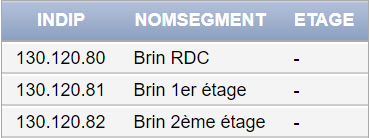 INDIP NOMSEGMENT ETAGE
130.120.80 Brin RDC -
130.120.81 Brin 1er étage -
130.120.82 Brin 2ème étage -